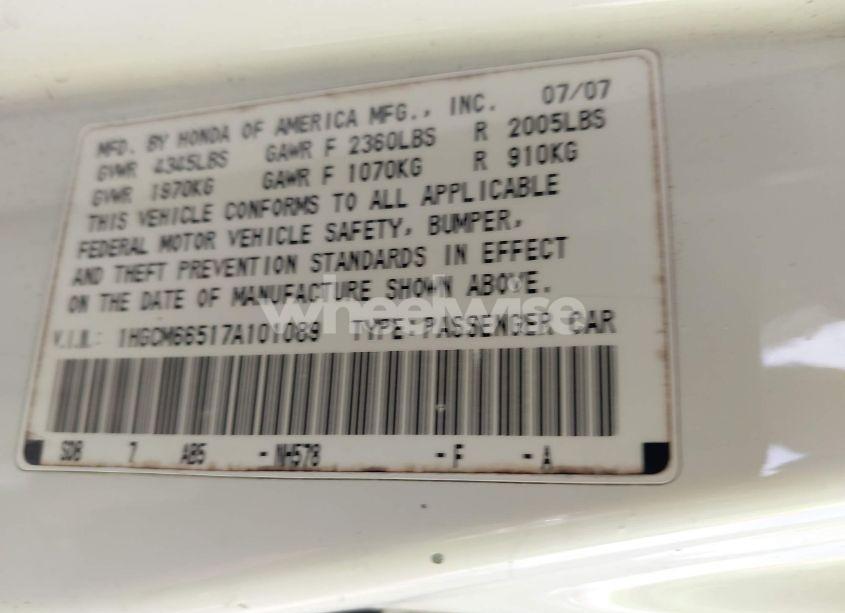 MFD. BY HONDA OF AMERICA MFG., INC. 07/07
GVWR 4345LBS GAWR F 2360LBS R 2005LBS
GVWR 1970KG GAWR F 1070KG R 910KG
THIS VEHICLE CONFORMS TO ALL APPLICABLE
FEDERAL MOTOR VEHICLE SAFETY, BUMPER,
AND THEFT PREVENTION STANDARDS IN EFFECT
ON THE DATE OF MANUFACTURE SHOWN ABOVE.
wheelwise
V.I.N.: 1HGCM66517A101089 TYPE:PASSENGER CAR
SDB 7 AB5 -NH578 -F -A